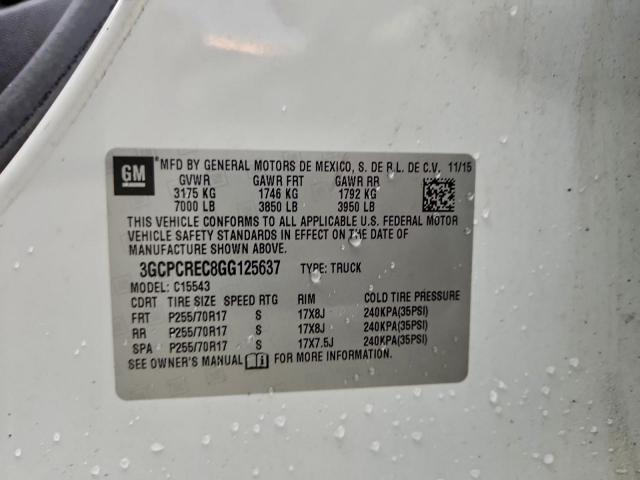 GM
®MFD BY GENERAL MOTORS DE MEXICO, S. DE R.L. DE C.V. 11/15
GVWR GAWR FRT GAWR RR
3175 KG 1746 KG 1792 KG
7000 LB 3850 LB 3950 LB
THIS VEHICLE CONFORMS TO ALL APPLICABLE U.S. FEDERAL MOTOR
VEHICLE SAFETY STANDARDS IN EFFECT ON THE DATE OF
MANUFACTURE SHOWN ABOVE.
3GCPCREC8GG125637 TYPE: TRUCK
MODEL: C15543
CDRT TIRE SIZE SPEED RTG RIM COLD TIRE PRESSURE
FRT P255/70R17 S 17X8J 240KPA(35PSI)
RR P255/70R17 S 17X8J 240KPA(35PSI)
SPA P255/70R17 S 17X7.5J 240KPA(35PSI)
SEE OWNER'S MANUAL FOR MORE INFORMATION.